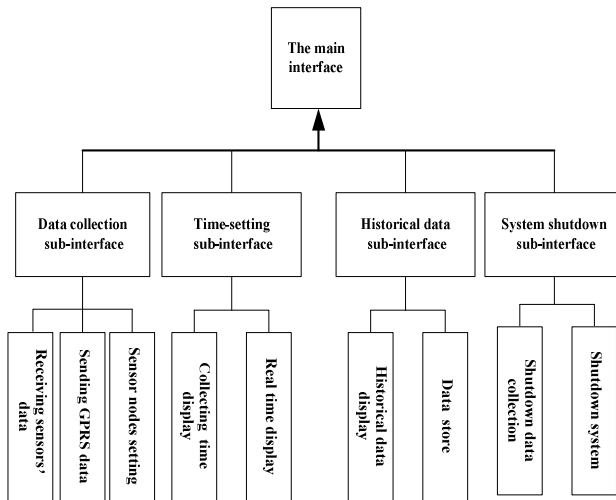 The main
interface
Data collection
sub-interface
Time-setting
sub-interface
Historical data
sub-interface
System shutdown
sub-interface
Receiving sensors’
data
Sending GPRS data
Sensor nodes setting
Collecting time
display
Real time display
Historical data
display
Data store
Shutdown data
collection
Shutdown system